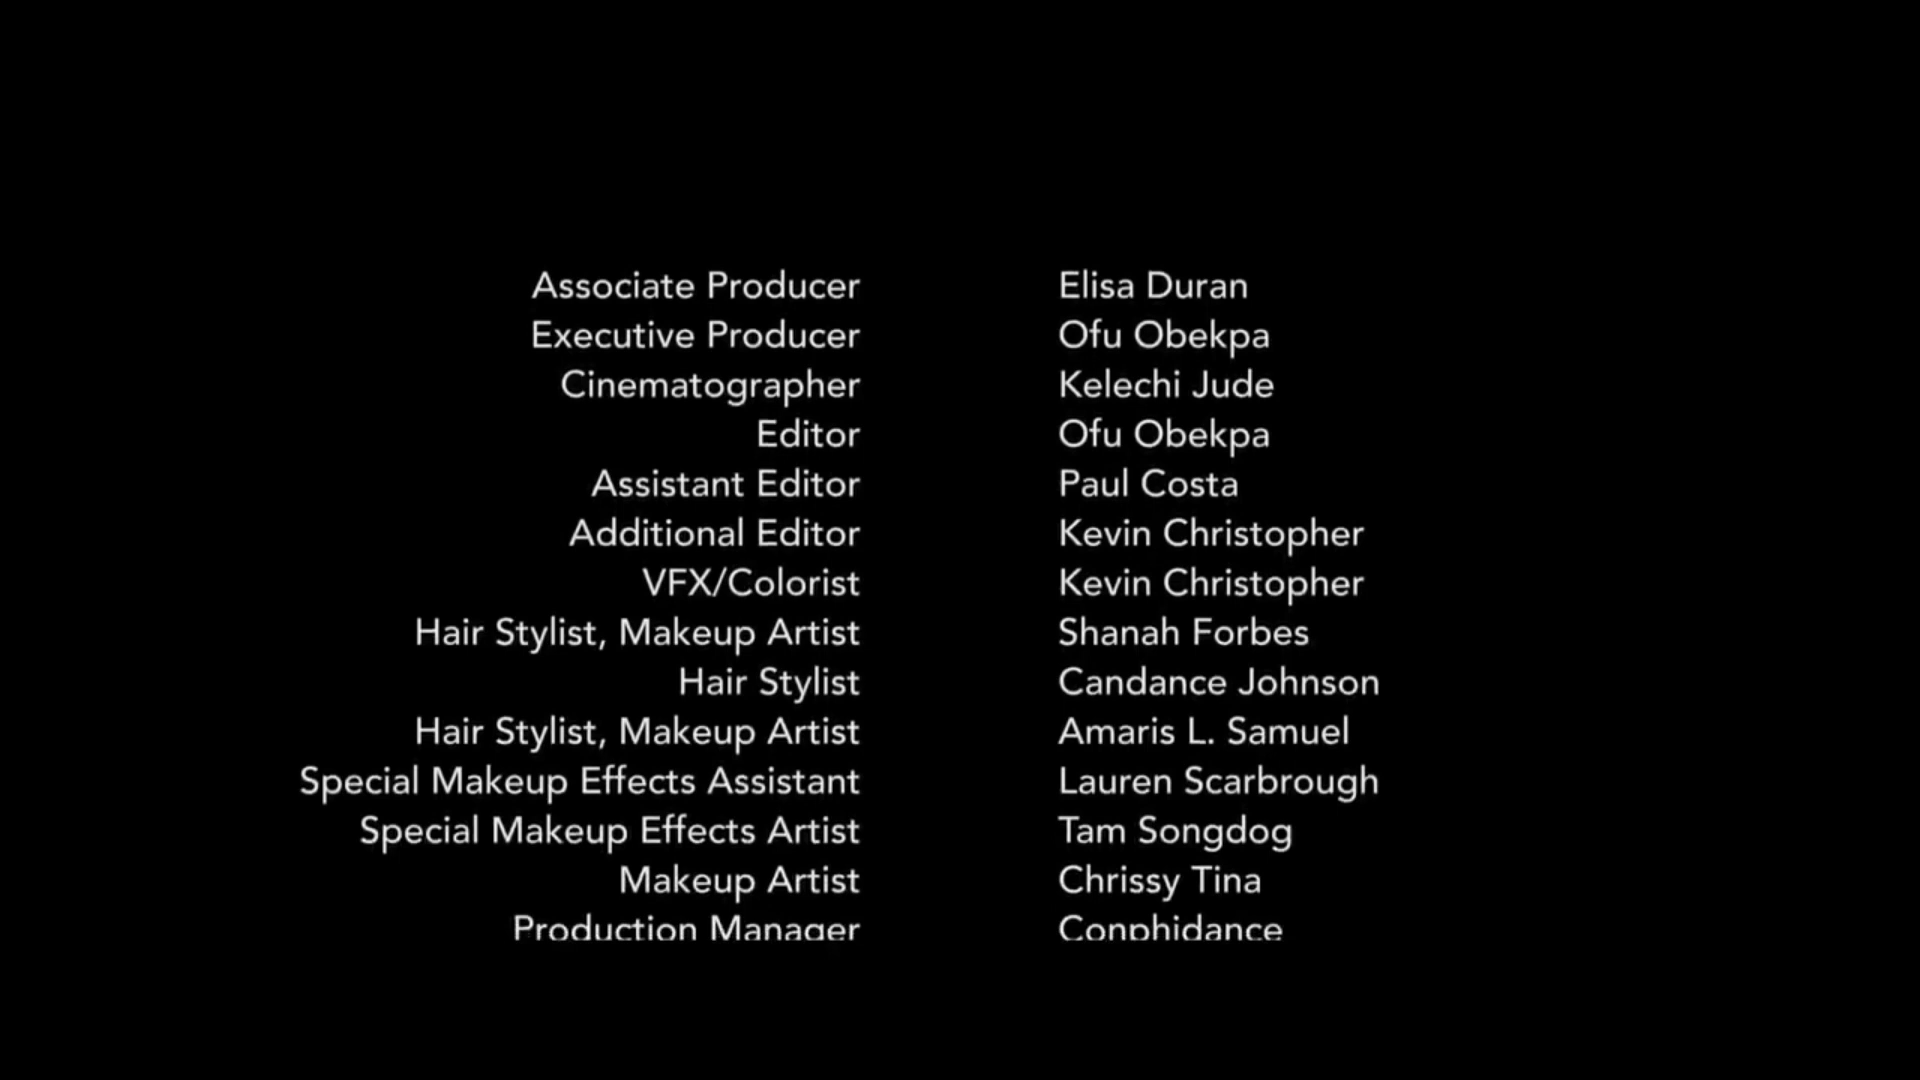 Associate Producer Elisa Duran
Executive Producer Ofu Obekpa
Cinematographer Kelechi Jude
Editor Ofu Obekpa
Assistant Editor Paul Costa
Additional Editor Kevin Christopher
VFX/Colorist Kevin Christopher
Hair Stylist, Makeup Artist Shanah Forbes
Hair Stylist Candance Johnson
Hair Stylist, Makeup Artist Amaris L. Samuel
Special Makeup Effects Assistant Lauren Scarbrough
Special Makeup Effects Artist Tam Songdog
Makeup Artist Chrissy Tina
Production Manager Conphidance